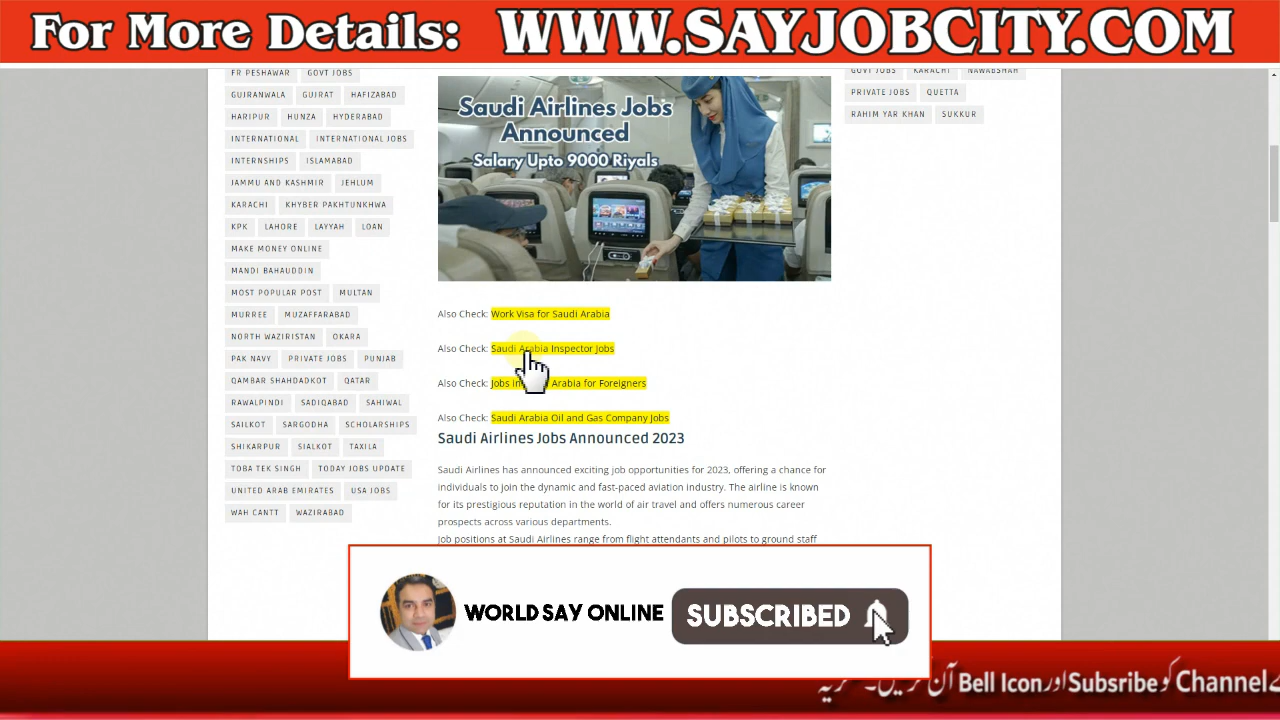 For More Details: WWW.SAYJOBCITY.COM
FR PESHAWAR GOVT JOBS
GUJRANWALA GUJRAT HAFIZABAD
HARIPUR HUNZA HYDERABAD
INTERNATIONAL INTERNATIONAL JOBS
INTERNSHIPS ISLAMABAD
JAMMU AND KASHMIR JEHLUM
KARACHI KHYBER PAKHTUNKHWA
KPK LAHORE LAYYAH LOAN
MAKE MONEY ONLINE
MANDI BAHAUDDIN
MOST POPULAR POST MULTAN
MURREE MUZAFFARABAD
NORTH WAZIRISTAN OKARA
PAK NAVY PRIVATE JOBS PUNJAB
QAMBAR SHAHDADKOT QATAR
RAWALPINDI SADIQABAD SAHIWAL
SAILKOT SARGODHA SCHOLARSHIPS
SHIKARPUR SIALKOT TAXILA
TOBA TEK SINGH TODAY JOBS UPDATE
UNITED ARAB EMIRATES USA JOBS
WAH CANTT WAZIRABAD
Saudi Airlines Jobs
Announced
Salary Upto 9000 Riyals
Also Check: Work Visa for Saudi Arabia
Also Check: Saudi Arabia Inspector Jobs
Also Check: Jobs in Arabia for Foreigners
Also Check: Saudi Arabia Oil and Gas Company Jobs
Saudi Airlines Jobs Announced 2023
Saudi Airlines has announced exciting job opportunities for 2023, offering a chance for
individuals to join the dynamic and fast-paced aviation industry. The airline is known
for its prestigious reputation in the world of air travel and offers numerous career
prospects across various departments.
Job positions at Saudi Airlines range from flight attendants and pilots to ground staff
GOVT JOBS KARACHI NAWABSHAH
PRIVATE JOBS QUETTA
RAHIM YAR KHAN SUKKUR
WORLD SAY ONLINE SUBSCRIBED
Channel کو Subsribe اور Bell Icon آن